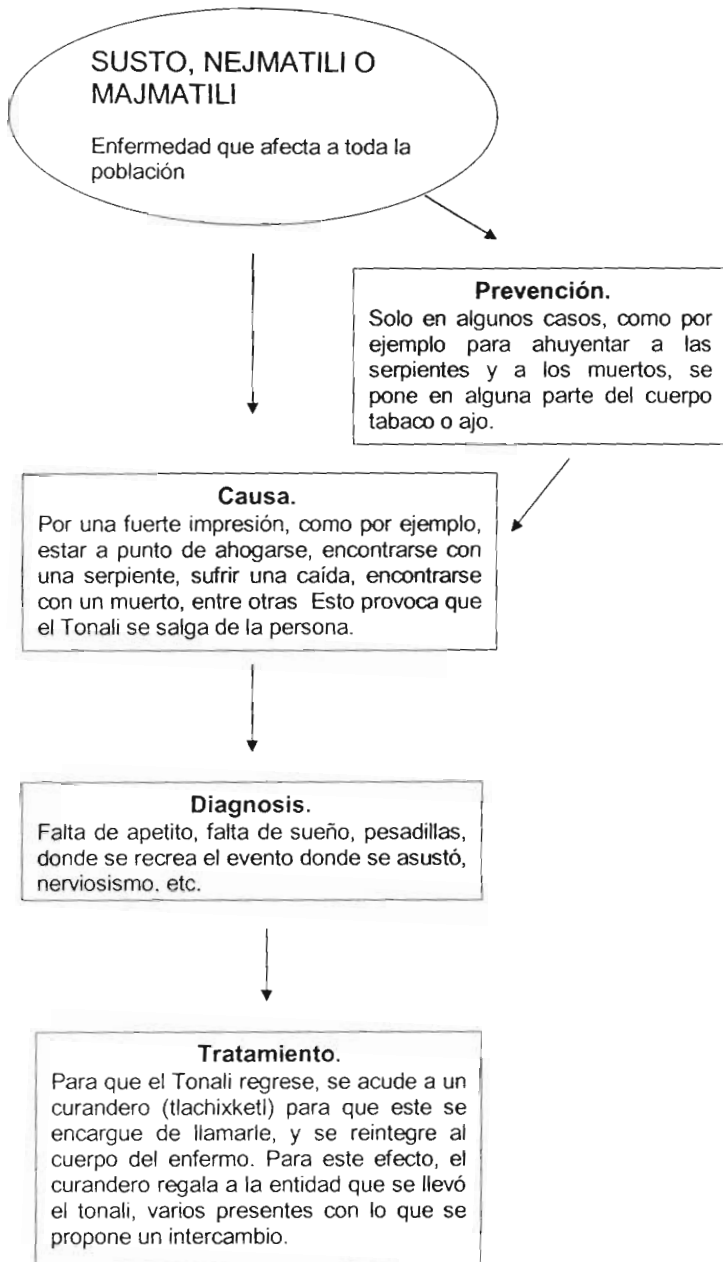 SUSTO, NEJMATILI O
MAJMATILI
Enfermedad que afecta a toda la
población
Prevención.
Solo en algunos casos, como por
ejemplo para ahuyentar a las
serpientes y a los muertos, se
pone en alguna parte del cuerpo
tabaco o ajo.
Causa.
Por una fuerte impresión, como por ejemplo,
estar a punto de ahogarse, encontrarse con
una serpiente, sufrir una caída, encontrarse
con un muerto, entre otras Esto provoca que
el Tonali se salga de la persona.
Diagnosis.
Falta de apetito, falta de sueño, pesadillas,
donde se recrea el evento donde se asustó,
nerviosismo. etc.
Tratamiento.
Para que el Tonali regrese, se acude a un
curandero (tlachixketl) para que este se
encargue de llamarle, y se reintegre al
cuerpo del enfermo. Para este efecto, el
curandero regala a la entidad que se llevó
el tonali, varios presentes con lo que se
propone un intercambio.